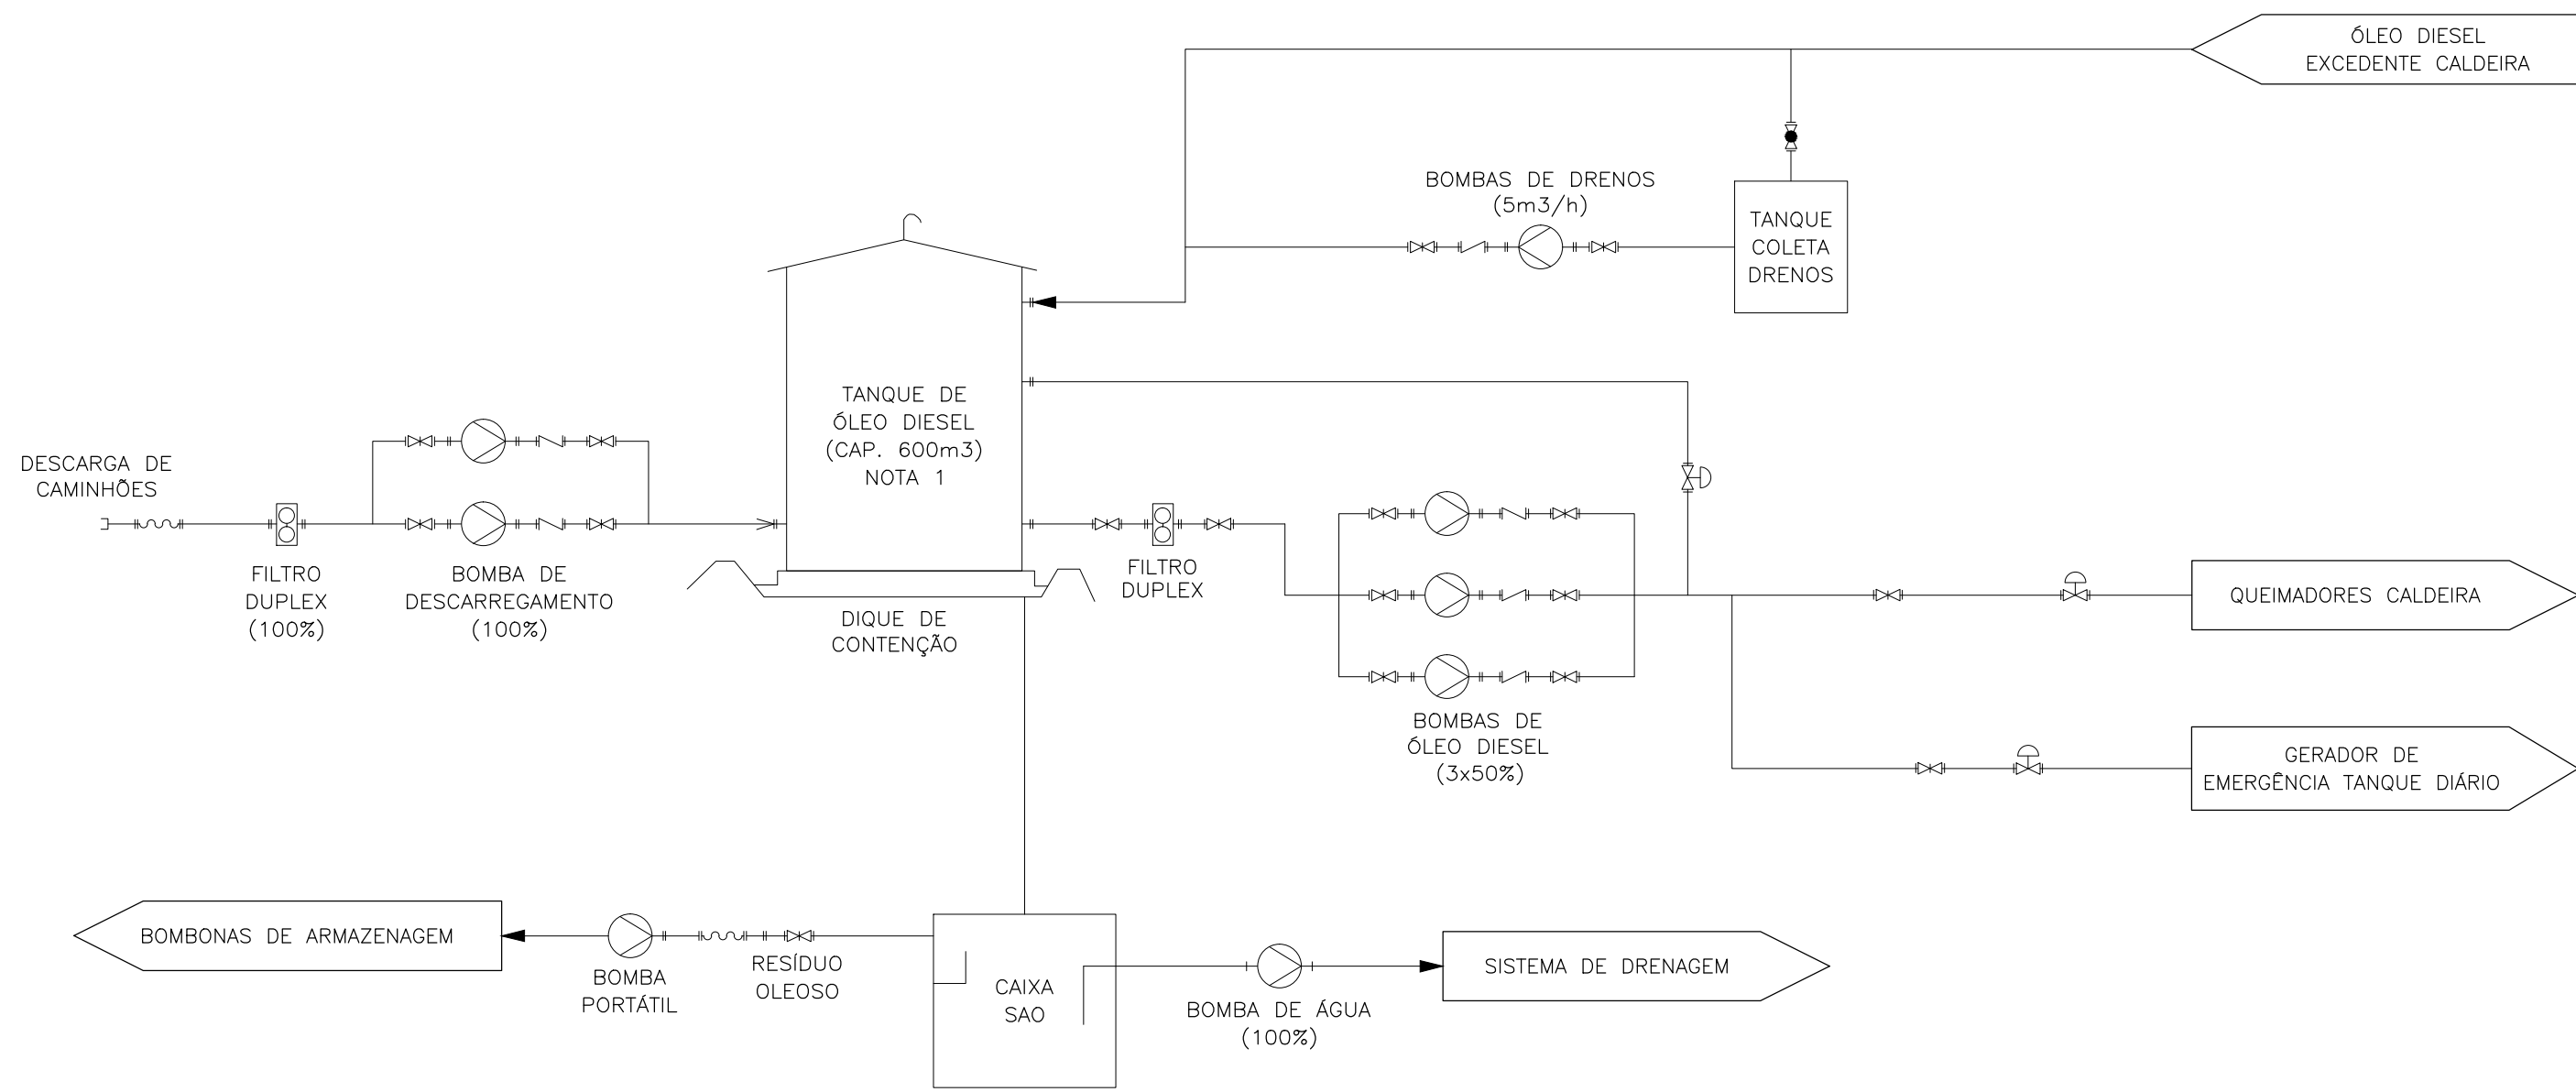 ÓLEO DIESEL
EXCEDENTE CALDEIRA
BOMBAS DE DRENOS
(5m3/h)
TANQUE
COLETA
DRENOS
TANQUE DE
ÓLEO DIESEL
(CAP. 600m3)
NOTA 1
DESCARGA DE
CAMINHÕES
FILTRO
DUPLEX
(100%)
BOMBA DE
DESCARREGAMENTO
(100%)
DIQUE DE
CONTENÇÃO
FILTRO
DUPLEX
BOMBAS DE
ÓLEO DIESEL
(3x50%)
QUEIMADORES CALDEIRA
GERADOR DE
EMERGÊNCIA TANQUE DIÁRIO
BOMBONAS DE ARMAZENAGEM
BOMBA
PORTÁTIL
RESÍDUO
OLEOSO
CAIXA
SAO
BOMBA DE ÁGUA
(100%)
SISTEMA DE DRENAGEM